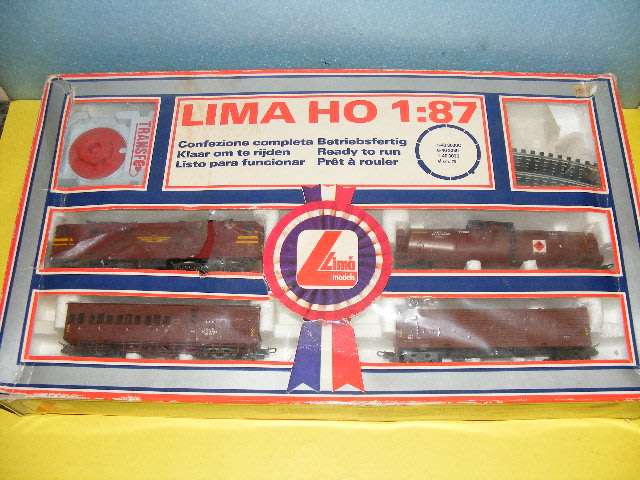 LIMA HO 1:87
Confezione completa Betriebsfertig
Klaar om te rijden Ready to run
Listo para funcionar Prêt à rouler
Lima
models